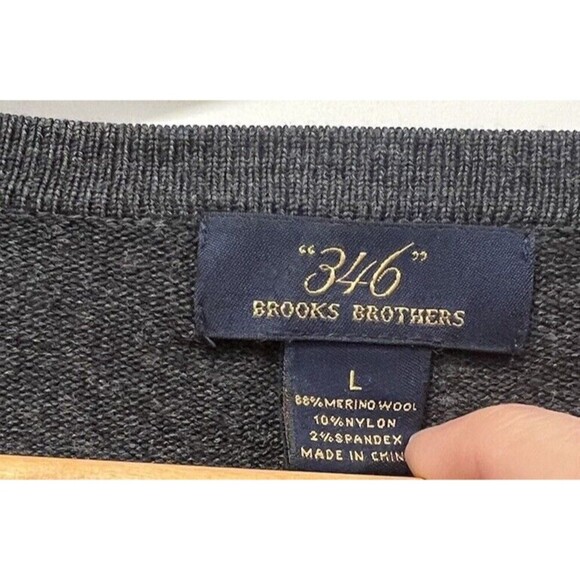 "346"
BROOKS BROTHERS
L
88% MERINO WOOL
10% NYLON
2% SPANDEX
MADE IN CHIN